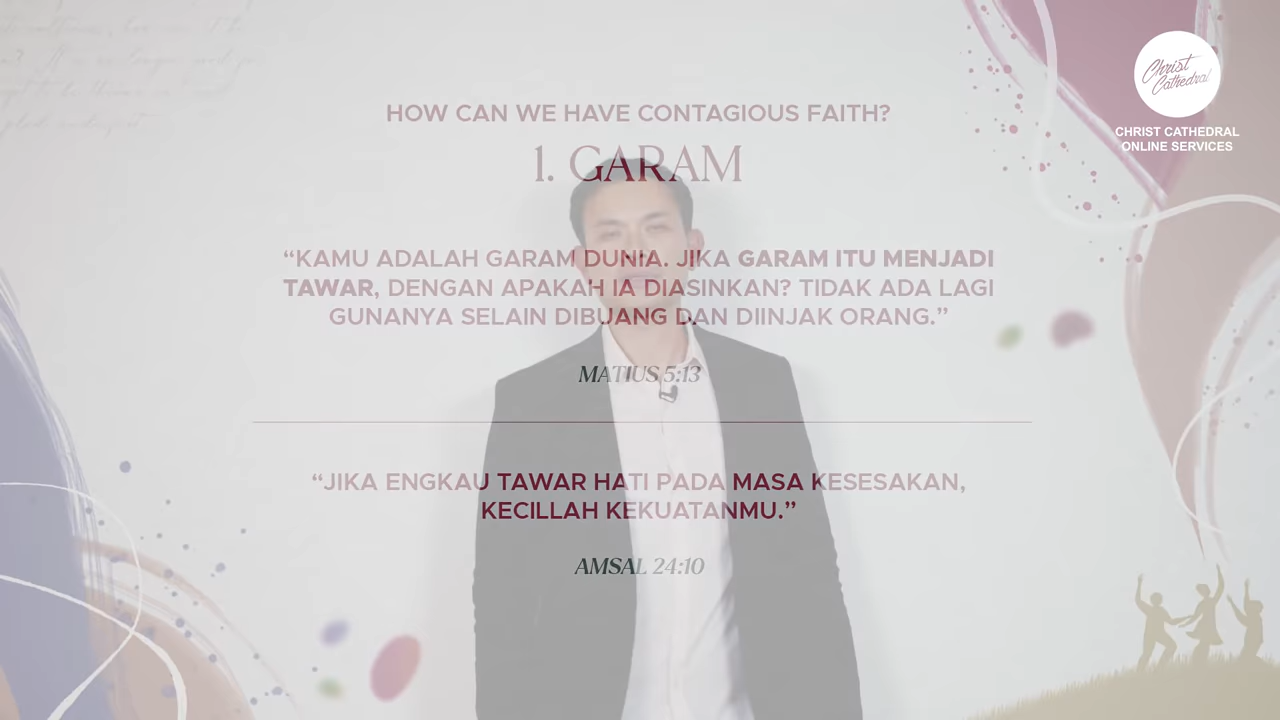 HOW CAN WE HAVE CONTAGIOUS FAITH?
1. GARAM
“KAMU ADALAH GARAM DUNIA. JIKA GARAM ITU MENJADI
TAWAR, DENGAN APAKAH IA DIASINKAN? TIDAK ADA LAGI
GUNANYA SELAIN DIBUANG DAN DIINJAK ORANG.”
MATIUS 5:13
“JIKA ENGKAU TAWAR HATI PADA MASA KESESAKAN,
KECILLAH KEKUATANMU.”
AMSAL 24:10
Christ
Cathedral
CHRIST CATHEDRAL
ONLINE SERVICES